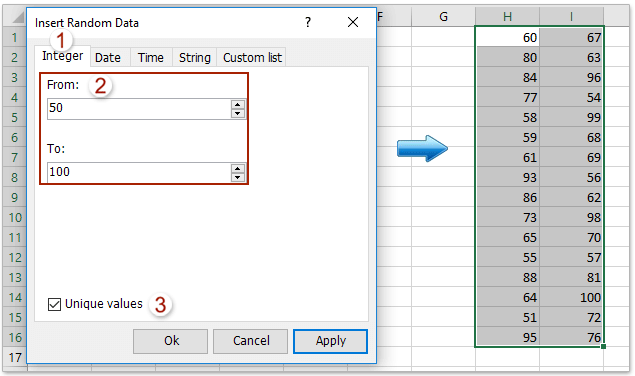 Insert Random Data ? ×
1
Integer Date Time String Custom list
From: 2
50
To:
100
Unique values 3
Ok Cancel Apply
F G H I
1 60 67
2 80 63
3 84 96
4 77 54
5 58 99
6 59 68
7 61 69
8 93 56
9 86 62
10 73 98
11 65 70
12 55 57
13 88 81
14 64 100
15 51 72
16 95 76
17